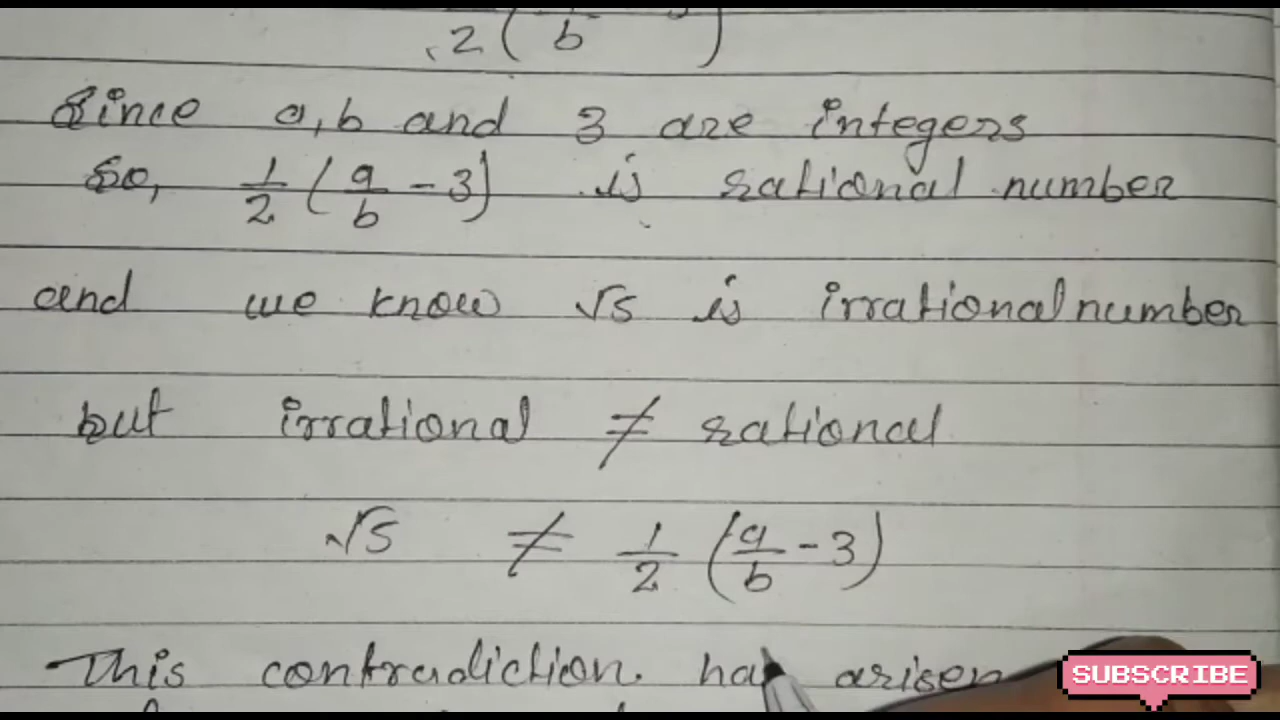 2 ( b )
Since a, b and 3 are integers
So, 1/2 (a/b - 3) is rational number
and we know √5 is irrational number
but irrational ≠ rational
√5 ≠ 1/2 (a/b - 3)
This contradiction has arisen
SUBSCRIBE